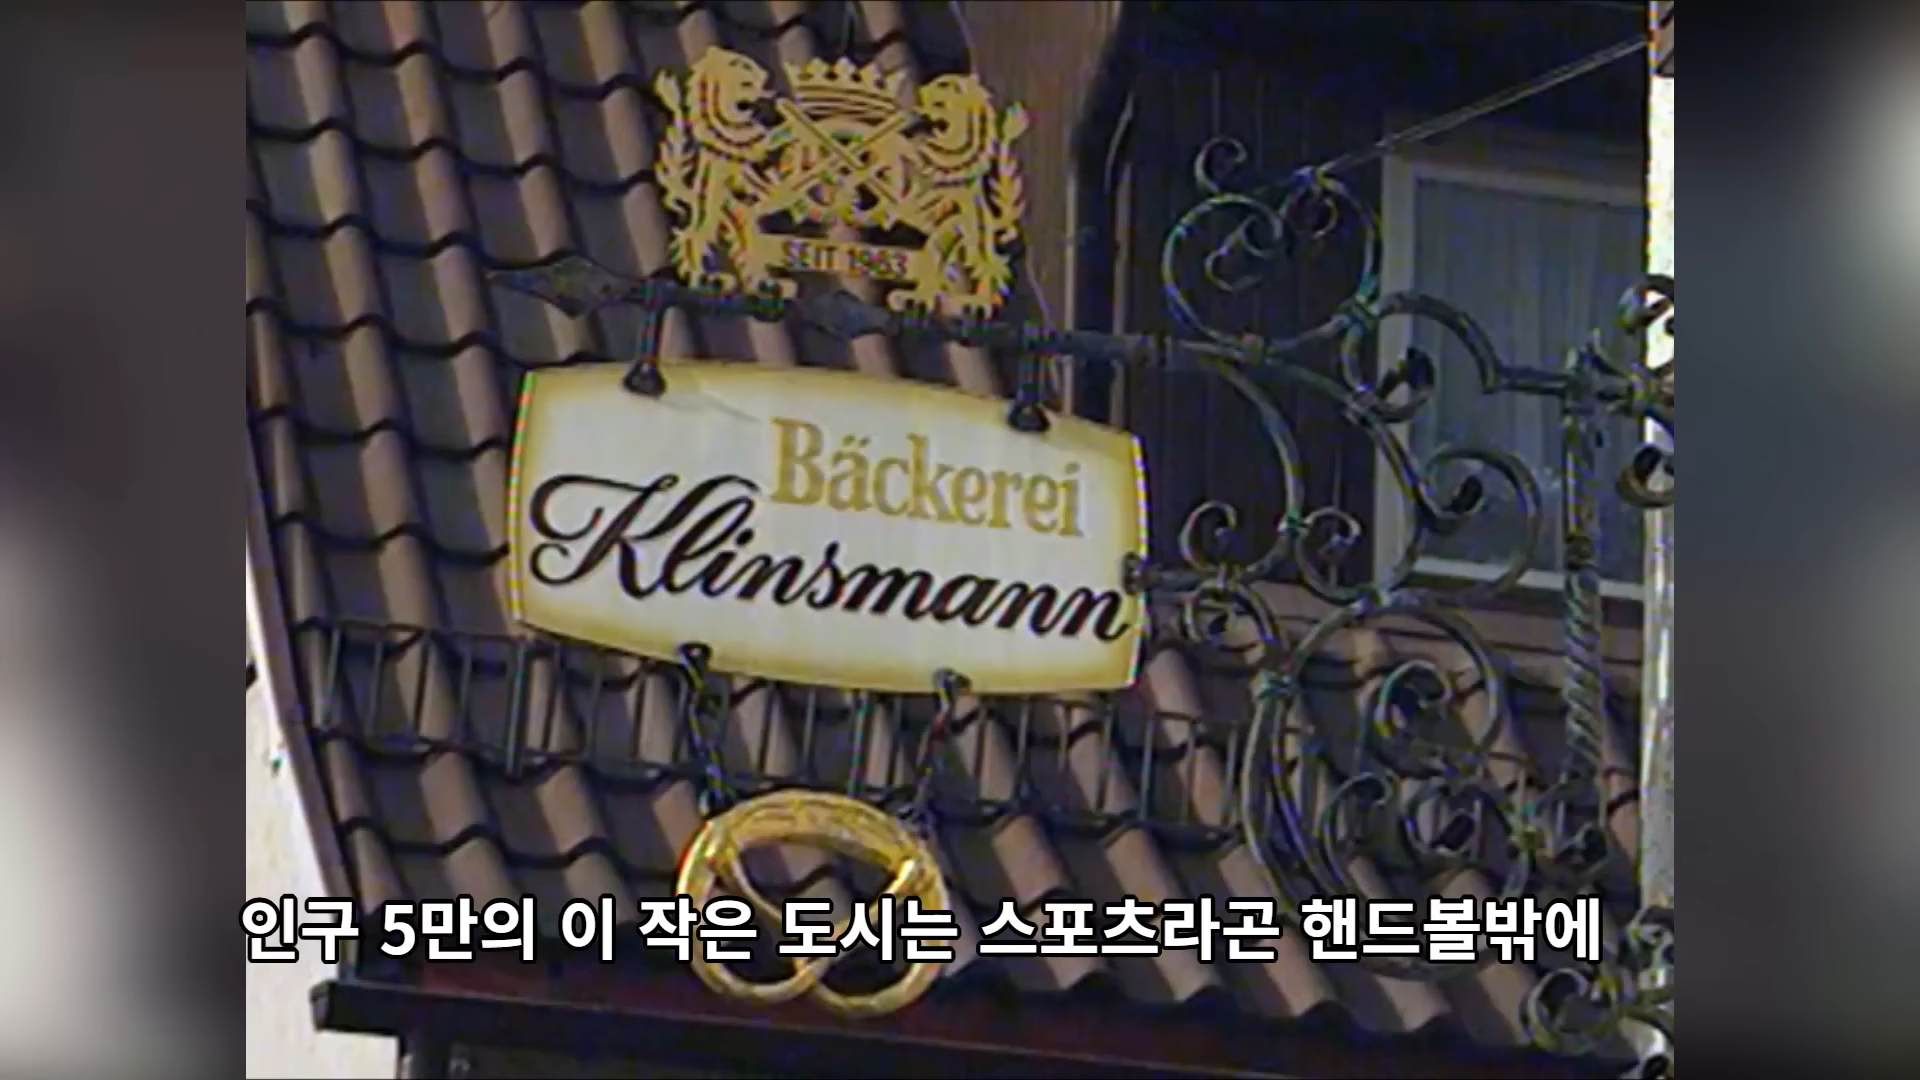 SEIT 1963
Bäckerei
Klinsmann
인구 5만의 이 작은 도시는 스포츠라곤 핸드볼밖에